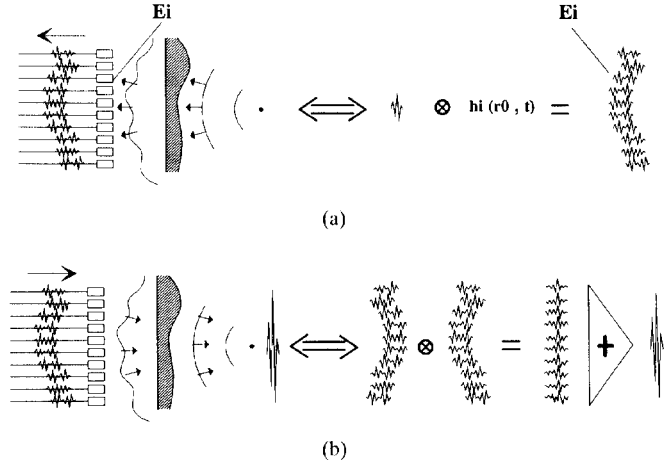 Ei
Ei
⊗ hi (r0 , t) =
(a)
⊗ = +
(b)